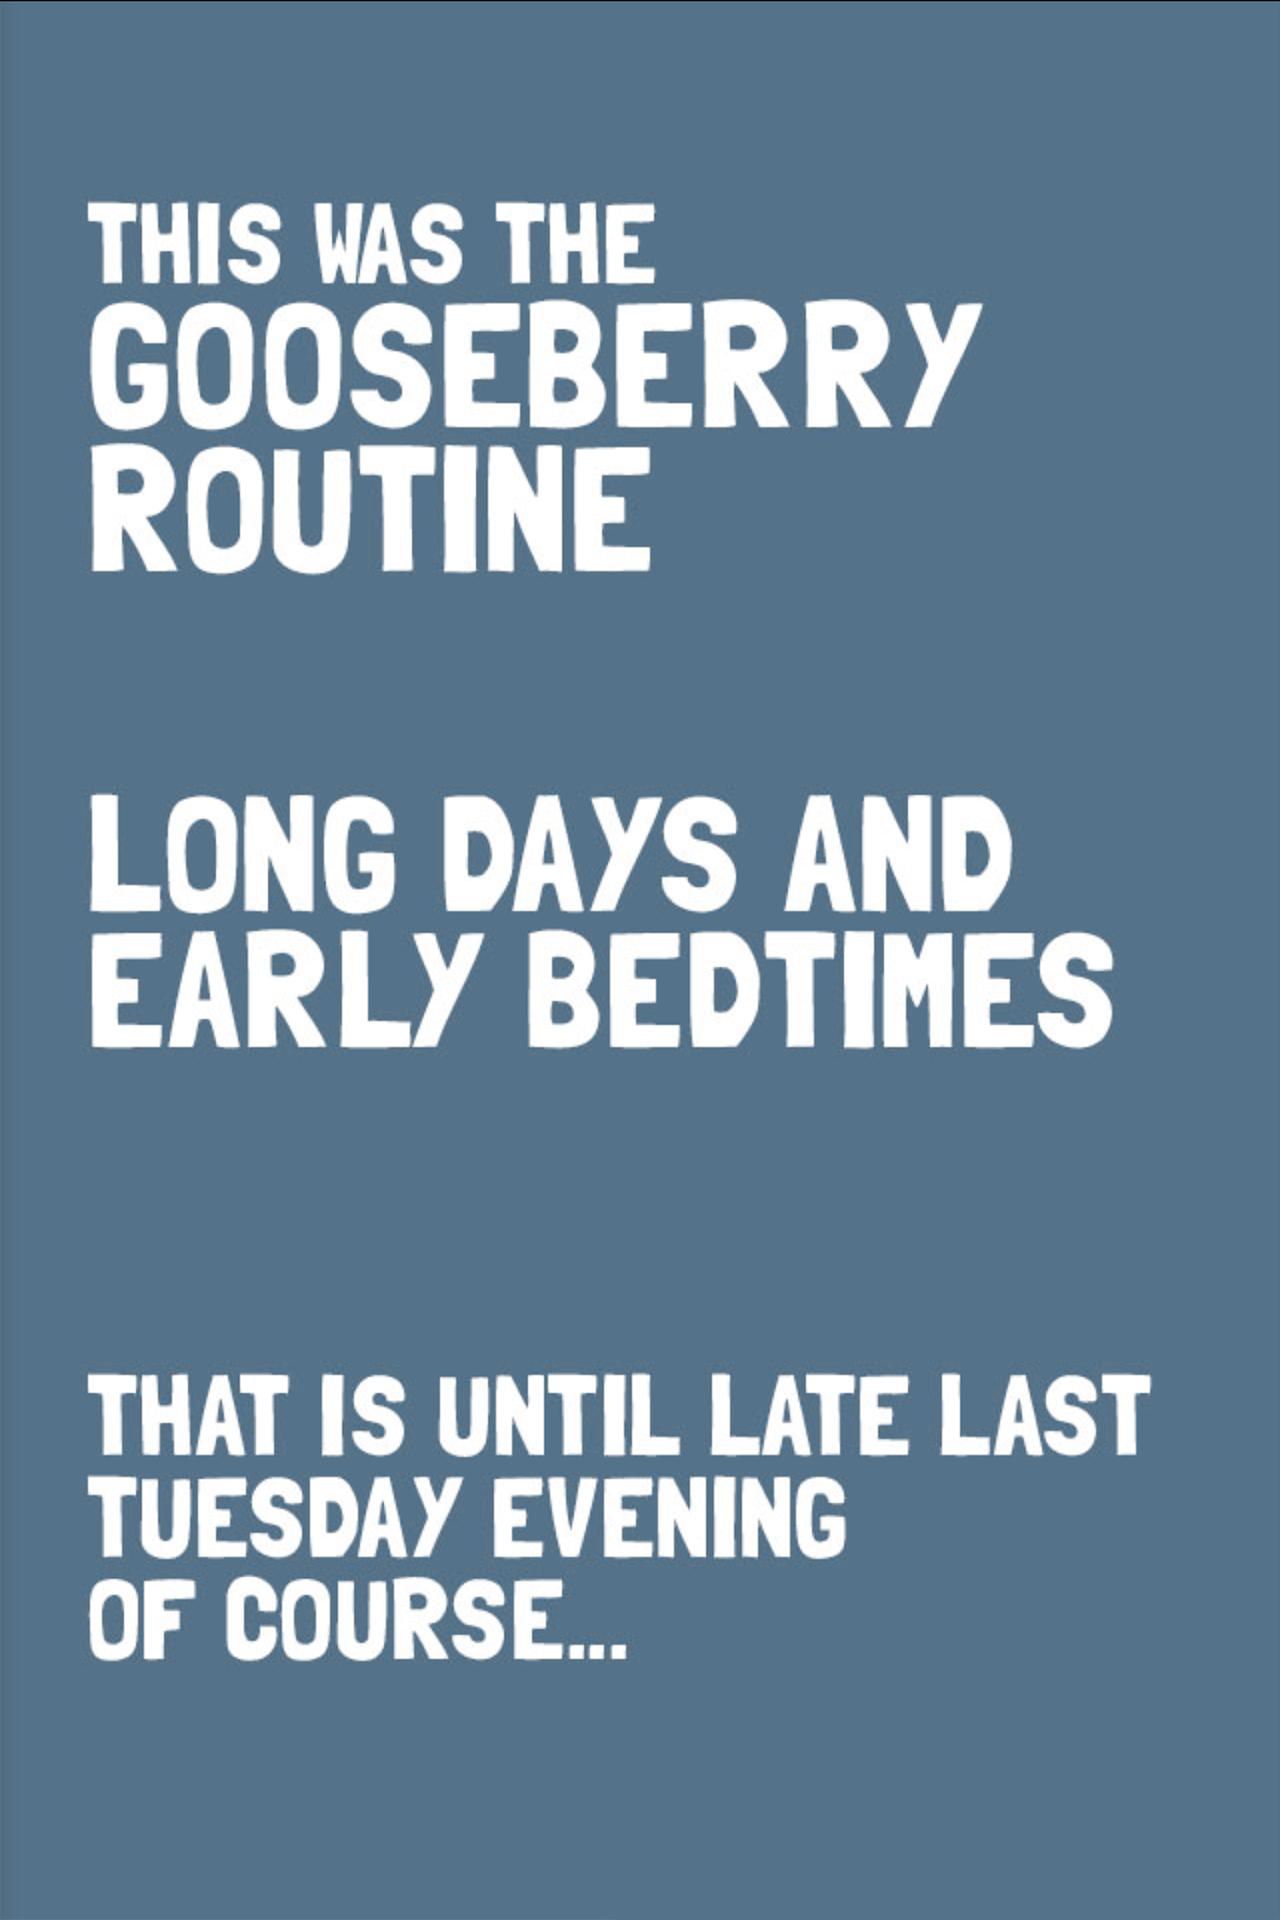 THIS WAS THE
GOOSEBERRY
ROUTINE
LONG DAYS AND
EARLY BEDTIMES
THAT IS UNTIL LATE LAST
TUESDAY EVENING
OF COURSE...